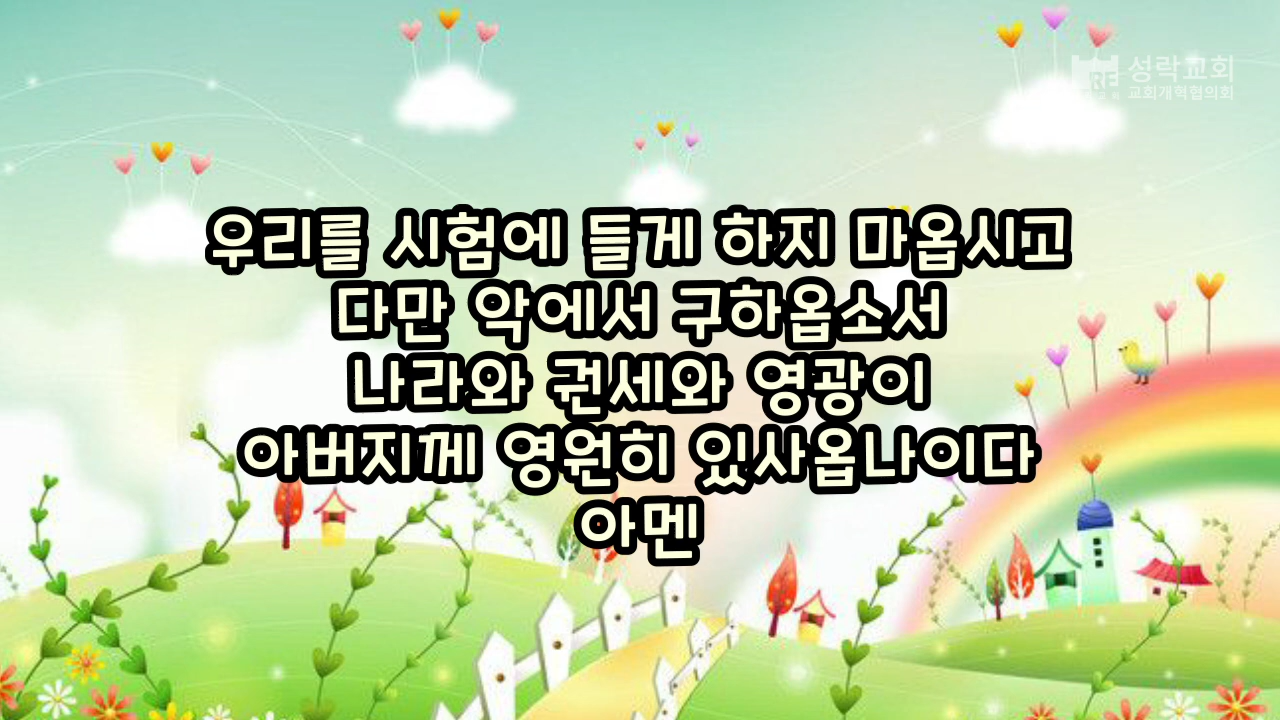 성락교회
교회개혁협의회
우리를 시험에 들게 하지 마옵시고
다만 악에서 구하옵소서
나라와 권세와 영광이
아버지께 영원히 있사옵나이다
아멘